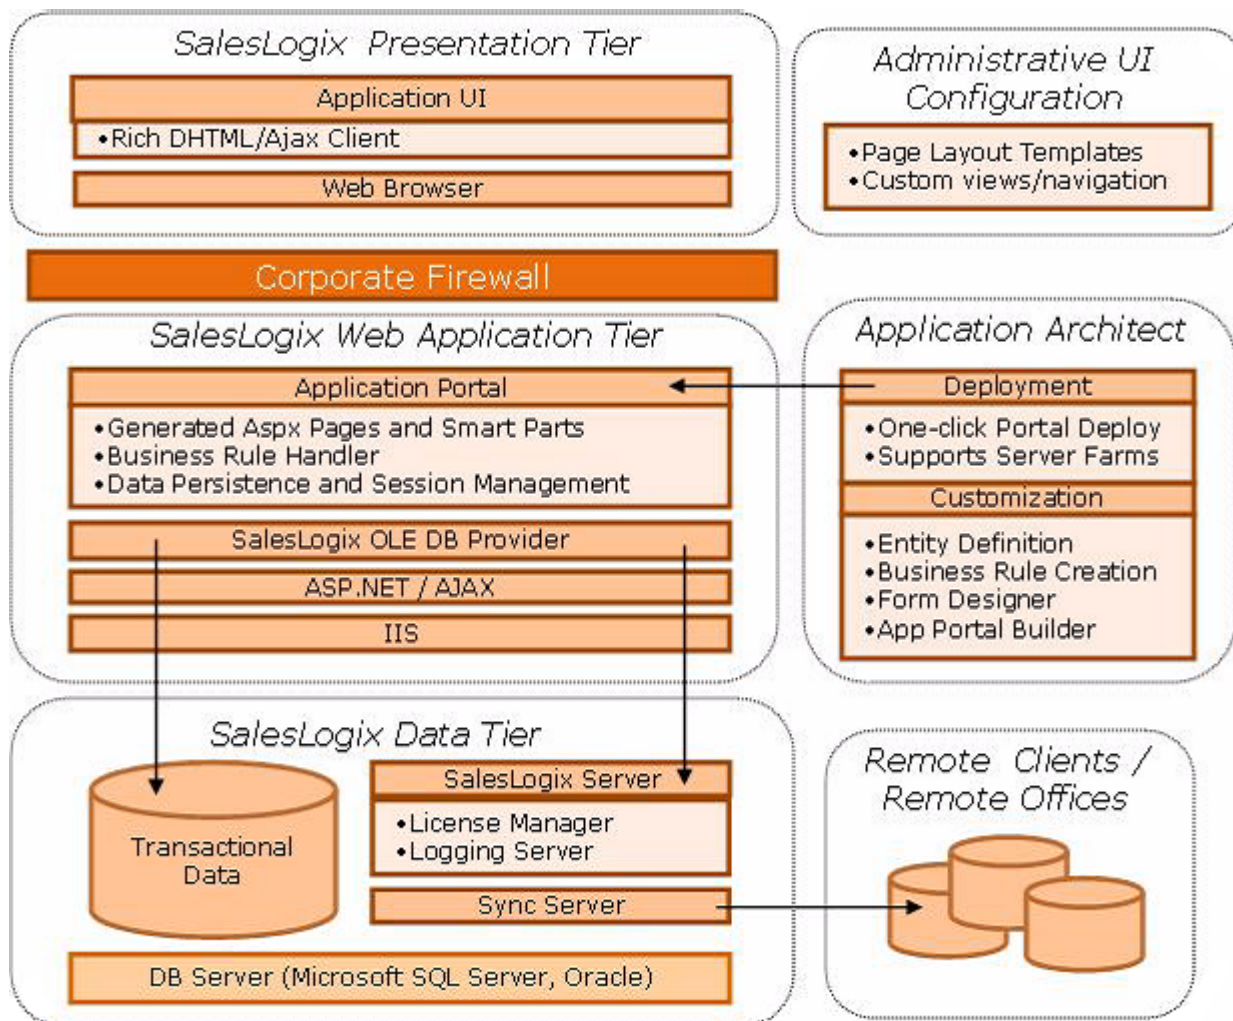 SalesLogix Presentation Tier
Application UI
•Rich DHTML/Ajax Client
Web Browser
Administrative UI
Configuration
•Page Layout Templates
•Custom views/navigation
Corporate Firewall
SalesLogix Web Application Tier
Application Portal
•Generated Aspx Pages and Smart Parts
•Business Rule Handler
•Data Persistence and Session Management
SalesLogix OLE DB Provider
ASP.NET / AJAX
IIS
Application Architect
Deployment
•One-click Portal Deploy
•Supports Server Farms
Customization
•Entity Definition
•Business Rule Creation
•Form Designer
•App Portal Builder
SalesLogix Data Tier
Transactional
Data
SalesLogix Server
•License Manager
•Logging Server
Sync Server
DB Server (Microsoft SQL Server, Oracle)
Remote Clients /
Remote Offices